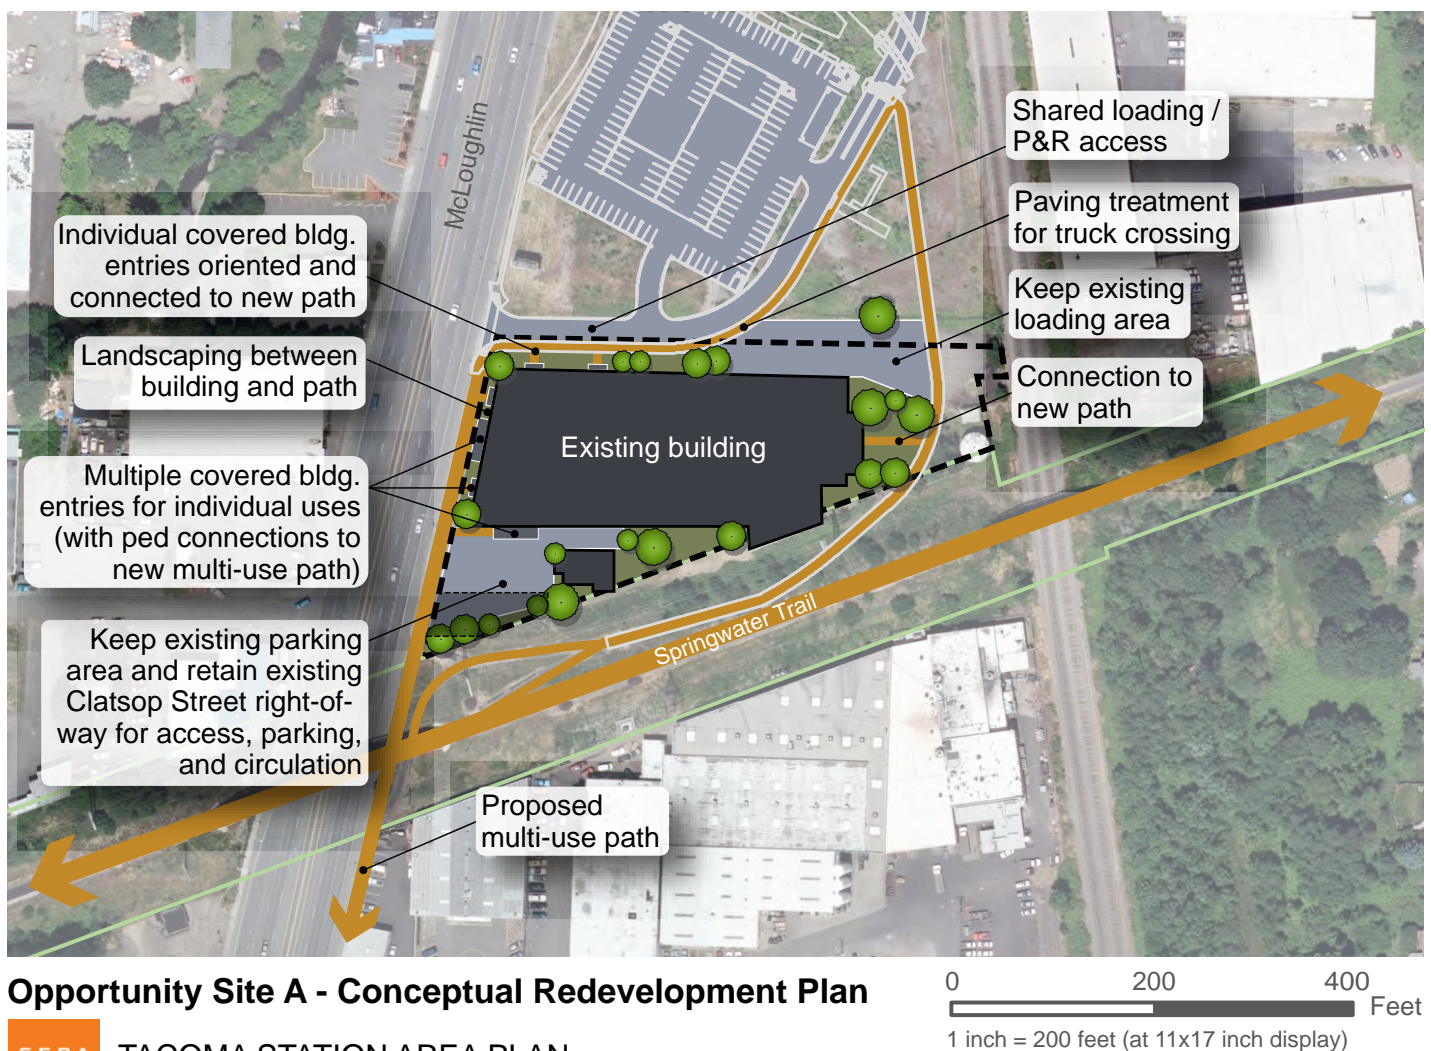 McLoughlin
Shared loading /
P&R access
Paving treatment
for truck crossing
Individual covered bldg.
entries oriented and
connected to new path
Keep existing
loading area
Landscaping between
building and path
Connection to
new path
Existing building
Multiple covered bldg.
entries for individual uses
(with ped connections to
new multi-use path)
Springwater Trail
Keep existing parking
area and retain existing
Clatsop Street right-of-
way for access, parking,
and circulation
Proposed
multi-use path
Opportunity Site A - Conceptual Redevelopment Plan
0 200 400
Feet
1 inch = 200 feet (at 11x17 inch display)
TACOMA STATION AREA PLAN